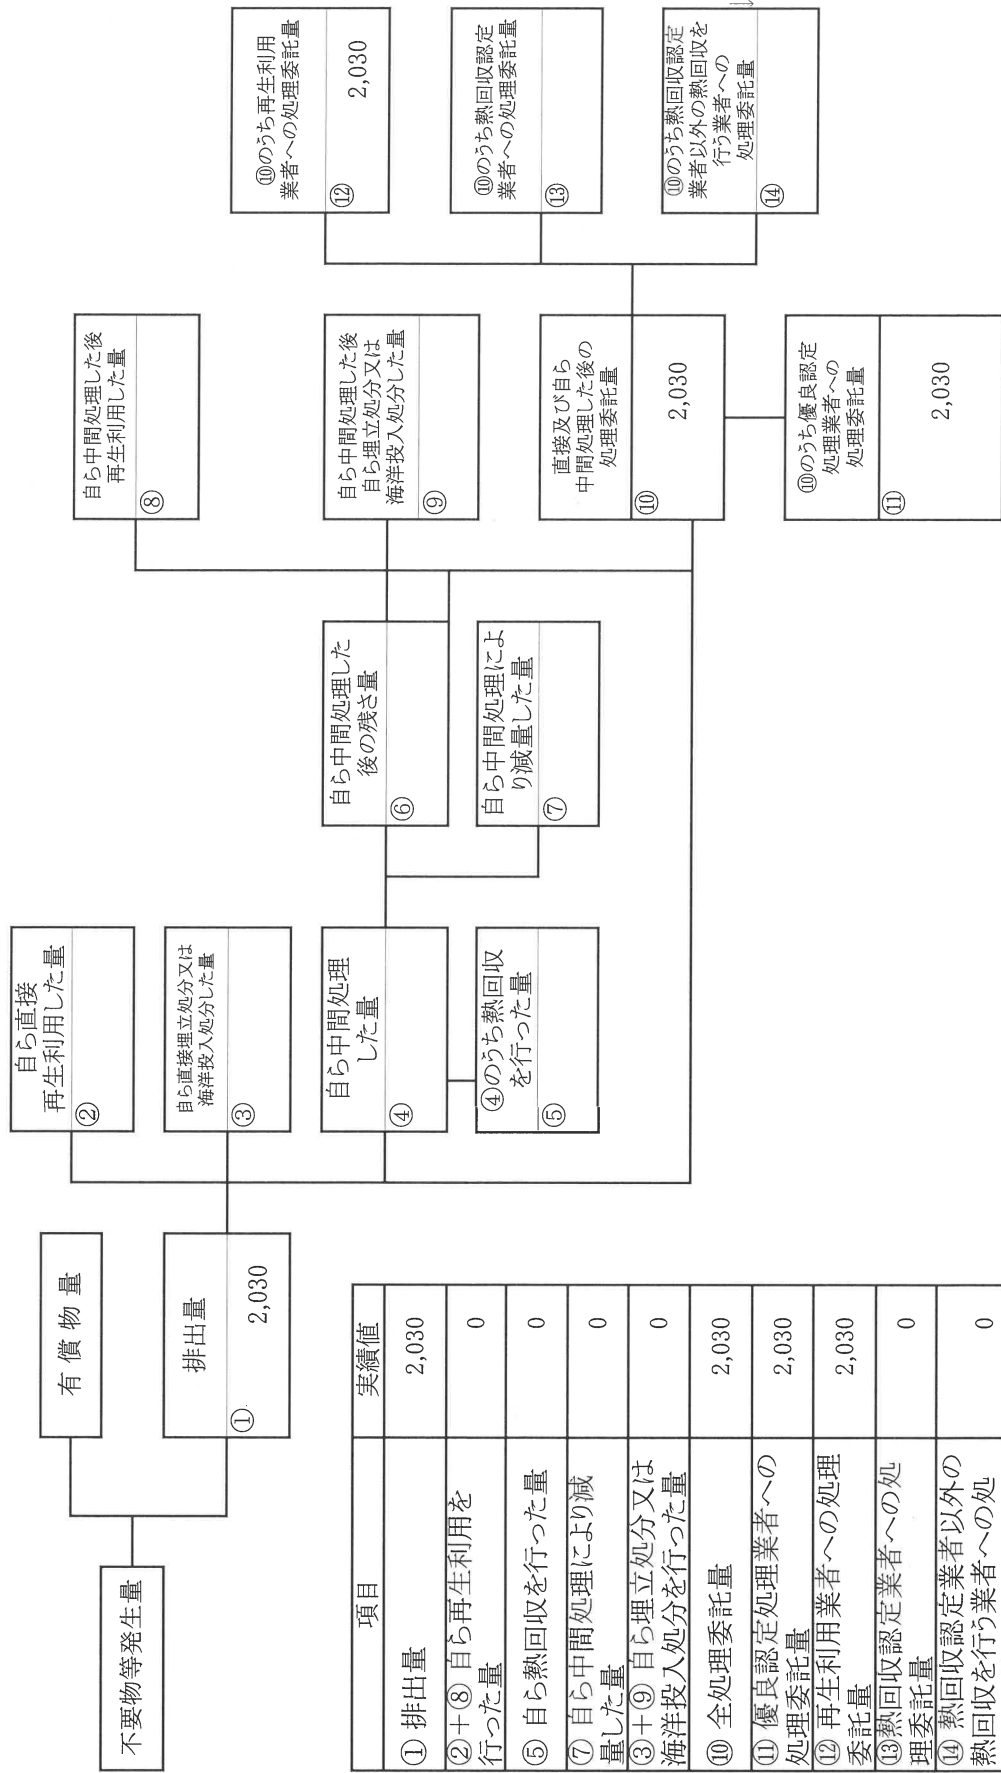 不要物等発生量
有償物量
排出量
①
2,030
自ら直接
再生利用した量
②
自ら直接埋立処分又は
海洋投入処分した量
③
自ら中間処理
した量
④
④のうち熱回収
を行った量
⑤
自ら中間処理した
後の残さ量
⑥
自ら中間処理によ
り減量した量
⑦
自ら中間処理した後
再生利用した量
⑧
自ら中間処理した後
自ら埋立処分又は
海洋投入処分した量
⑨
直接及び自ら
中間処理した後の
処理委託量
⑩
2,030
⑩のうち優良認定
処理業者への
処理委託量
⑪
2,030
⑩のうち再生利用
業者への処理委託量
⑫
2,030
⑩のうち熱回収認定
業者への処理委託量
⑬
⑩のうち熱回収認定
業者以外の熱回収を
行う業者への
処理委託量
⑭
項目 実績値
① 排出量 2,030
②+⑧ 自ら再生利用を
行った量 0
⑤ 自ら熱回収を行った量 0
⑦ 自ら中間処理により減
量した量 0
③+⑨ 自ら埋立処分又は
海洋投入処分を行った量 0
⑩ 全処理委託量 2,030
⑪ 優良認定処理業者への
処理委託量 2,030
⑫ 再生利用業者への処理
委託量 2,030
⑬熱回収認定業者への処
理委託量 0
⑭ 熱回収認定業者以外の
熱回収を行う業者への処 0